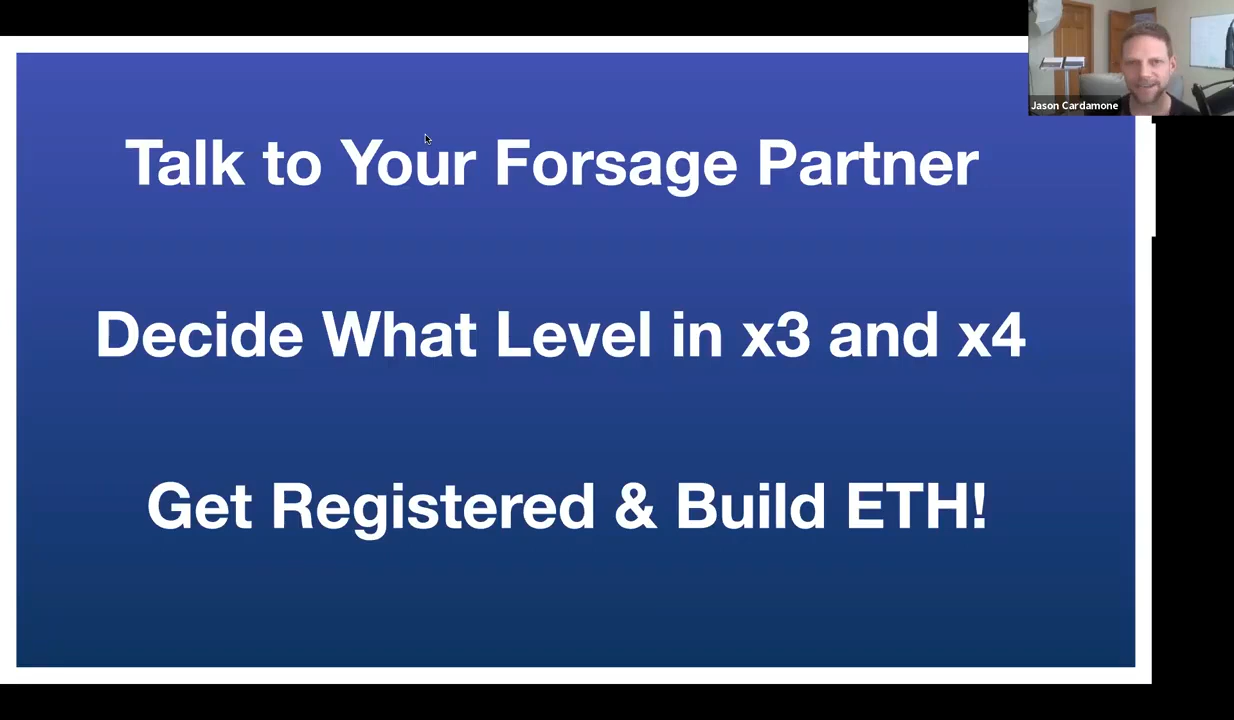 Jason Cardamone
Talk to Your Forsage Partner
Decide What Level in x3 and x4
Get Registered & Build ETH!